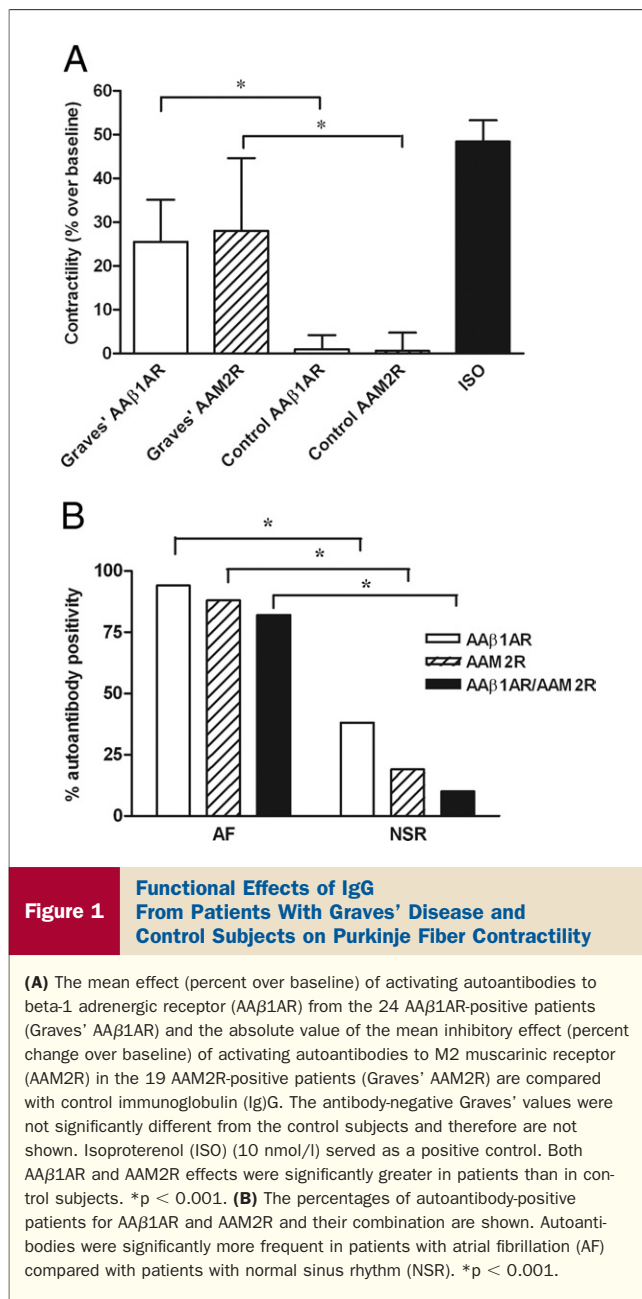 A
Contractility (% over baseline)
60
50
40
30
20
10
0
*
*
Graves' AAβ1AR
Graves' AAM2R
Control AAβ1AR
Control AAM2R
ISO
B
% autoantibody positivity
100
75
50
25
0
*
*
*
AAβ1AR
AAM2R
AAβ1AR/AAM2R
AF
NSR
Figure 1
Functional Effects of IgG
From Patients With Graves' Disease and
Control Subjects on Purkinje Fiber Contractility
(A) The mean effect (percent over baseline) of activating autoantibodies to
beta-1 adrenergic receptor (AAβ1AR) from the 24 AAβ1AR-positive patients
(Graves' AAβ1AR) and the absolute value of the mean inhibitory effect (percent
change over baseline) of activating autoantibodies to M2 muscarinic receptor
(AAM2R) in the 19 AAM2R-positive patients (Graves' AAM2R) are compared
with control immunoglobulin (Ig)G. The antibody-negative Graves' values were
not significantly different from the control subjects and therefore are not
shown. Isoproterenol (ISO) (10 nmol/l) served as a positive control. Both
AAβ1AR and AAM2R effects were significantly greater in patients than in con-
trol subjects. *p < 0.001. (B) The percentages of autoantibody-positive
patients for AAβ1AR and AAM2R and their combination are shown. Autoanti-
bodies were significantly more frequent in patients with atrial fibrillation (AF)
compared with patients with normal sinus rhythm (NSR). *p < 0.001.